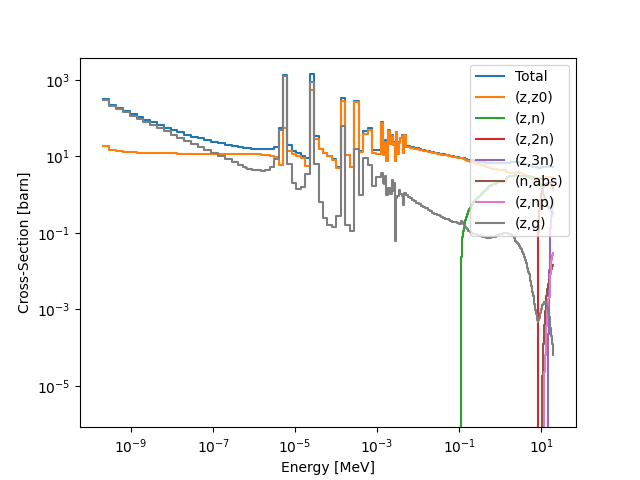 Cross-Section [barn]
10³
10¹
10⁻¹
10⁻³
10⁻⁵
Total
(z,z0)
(z,n)
(z,2n)
(z,3n)
(n,abs)
(z,np)
(z,g)
10⁻⁹ 10⁻⁷ 10⁻⁵ 10⁻³ 10⁻¹ 10¹
Energy [MeV]